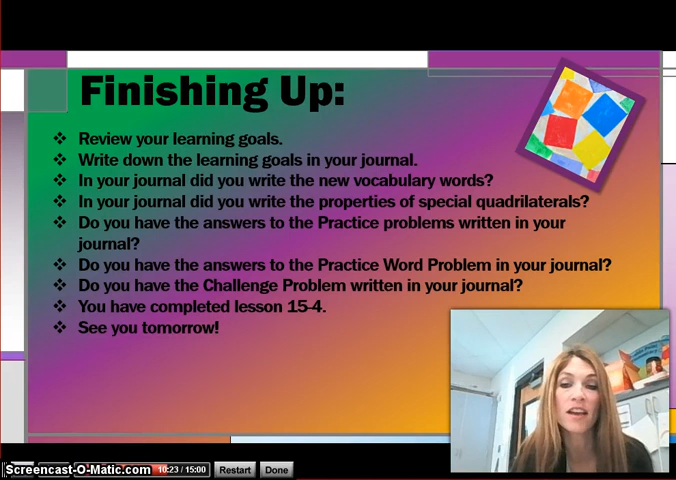 Finishing Up:
❖ Review your learning goals.
❖ Write down the learning goals in your journal.
❖ In your journal did you write the new vocabulary words?
❖ In your journal did you write the properties of special quadrilaterals?
❖ Do you have the answers to the Practice problems written in your
journal?
❖ Do you have the answers to the Practice Word Problem in your journal?
❖ Do you have the Challenge Problem written in your journal?
❖ You have completed lesson 15-4.
❖ See you tomorrow!
Screencast-O-Matic.com 10:23 / 15:00 Restart Done